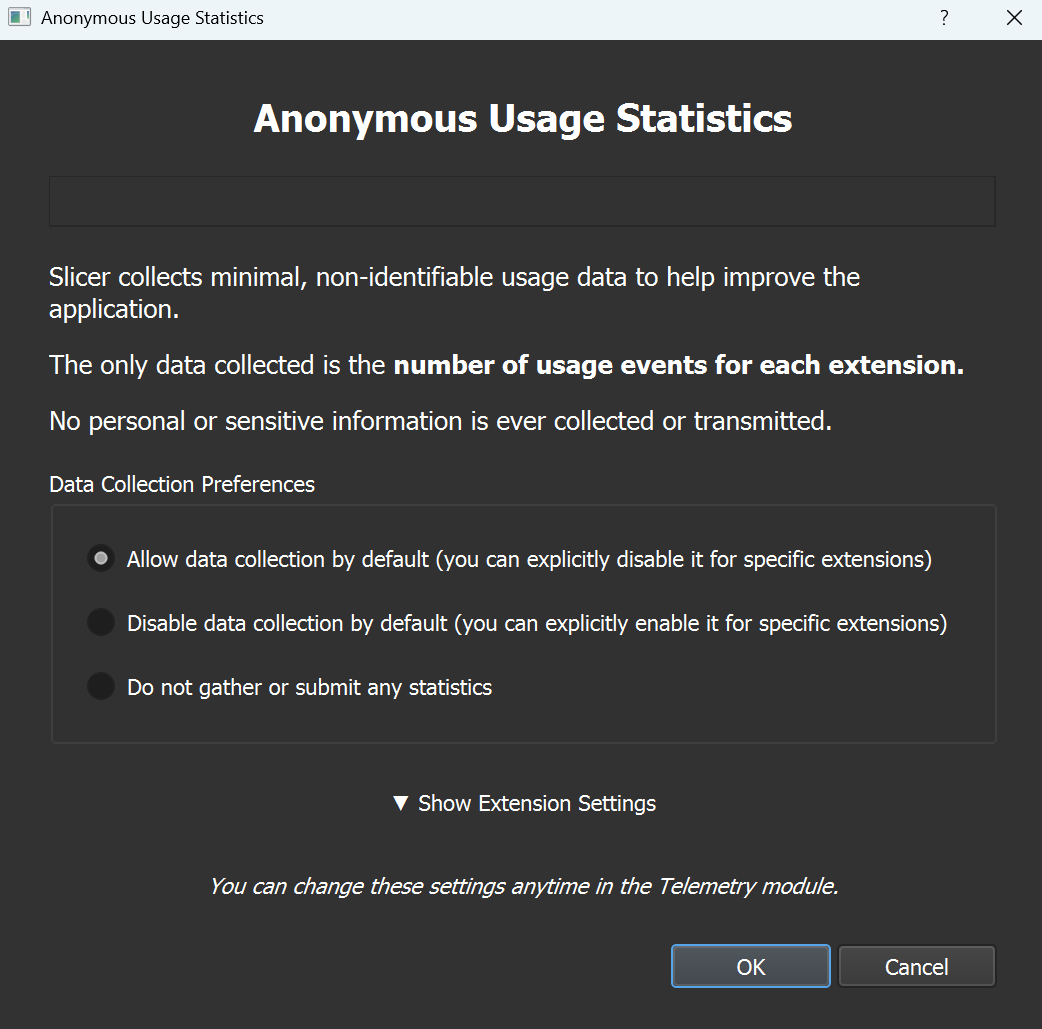 Anonymous Usage Statistics
?
Anonymous Usage Statistics
Slicer collects minimal, non-identifiable usage data to help improve the
application.
The only data collected is the number of usage events for each extension.
No personal or sensitive information is ever collected or transmitted.
Data Collection Preferences
Allow data collection by default (you can explicitly disable it for specific extensions)
Disable data collection by default (you can explicitly enable it for specific extensions)
Do not gather or submit any statistics
▼ Show Extension Settings
You can change these settings anytime in the Telemetry module.
OK
Cancel